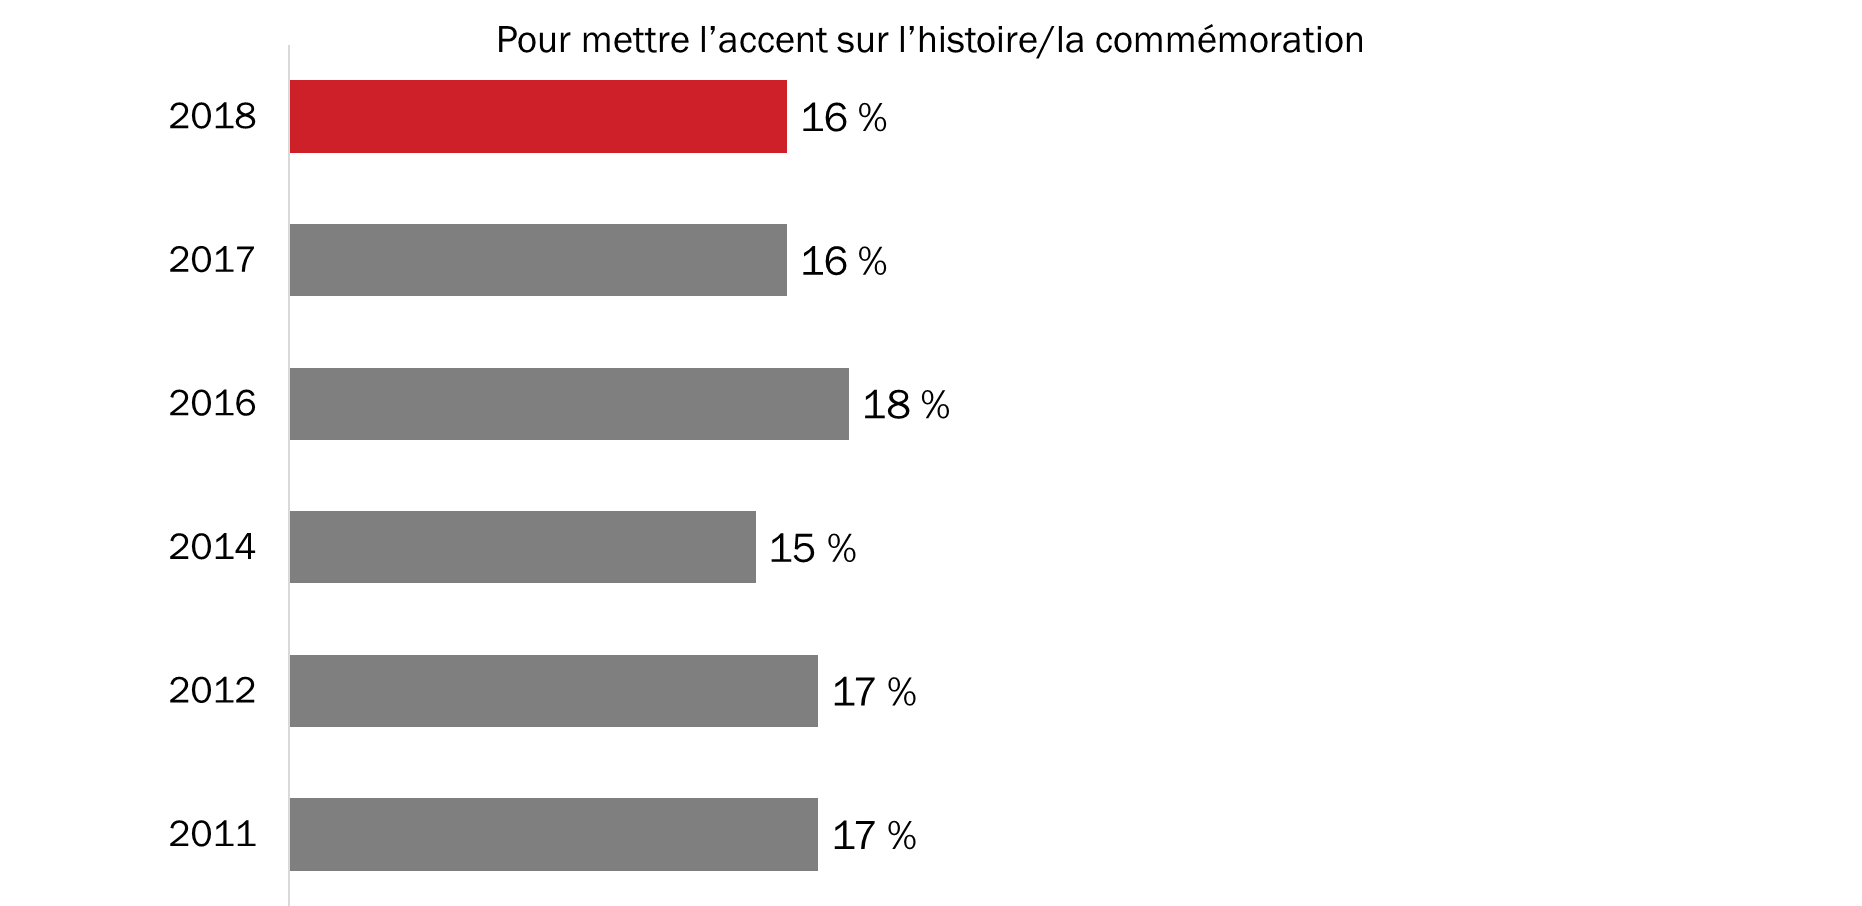 Pour mettre l’accent sur l’histoire/la commémoration
2018 16 %
2017 16 %
2016 18 %
2014 15 %
2012 17 %
2011 17 %